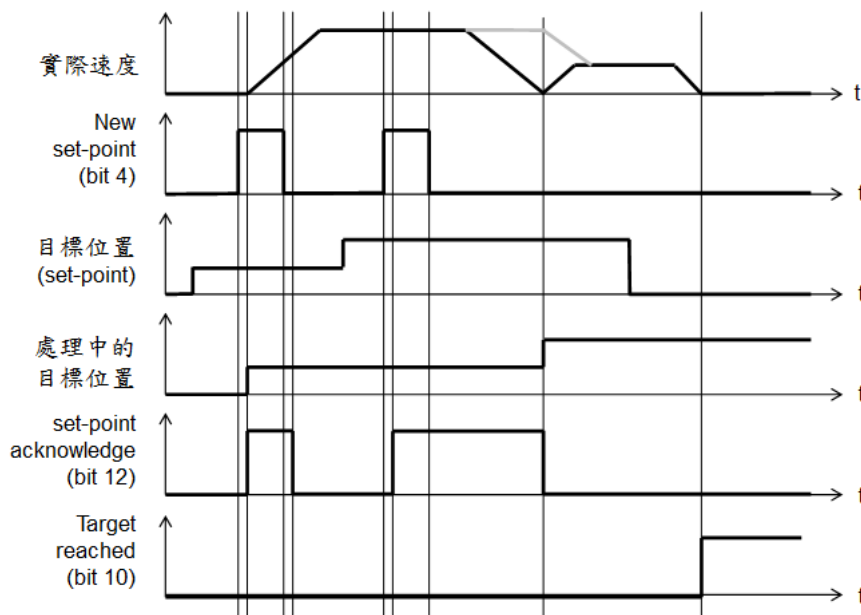 實際速度
t
New
set-point
(bit 4)
t
目標位置
(set-point)
t
處理中的
目標位置
t
set-point
acknowledge
(bit 12)
t
Target
reached
(bit 10)
t